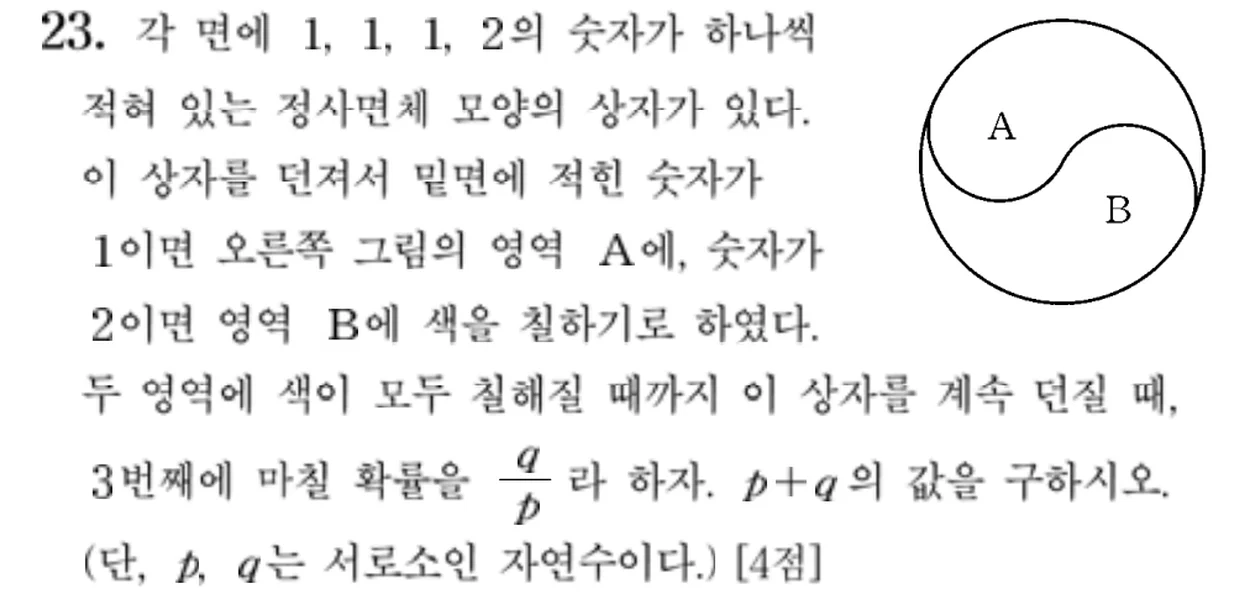 23. 각 면에 1, 1, 1, 2의 숫자가 하나씩
적혀 있는 정사면체 모양의 상자가 있다.
이 상자를 던져서 밑면에 적힌 숫자가
1이면 오른쪽 그림의 영역 A에, 숫자가
2이면 영역 B에 색을 칠하기로 하였다.
두 영역에 색이 모두 칠해질 때까지 이 상자를 계속 던질 때,
3번째에 마칠 확률을 q/p 라 하자. p+q의 값을 구하시오.
(단, p, q는 서로소인 자연수이다.) [4점]
A
B